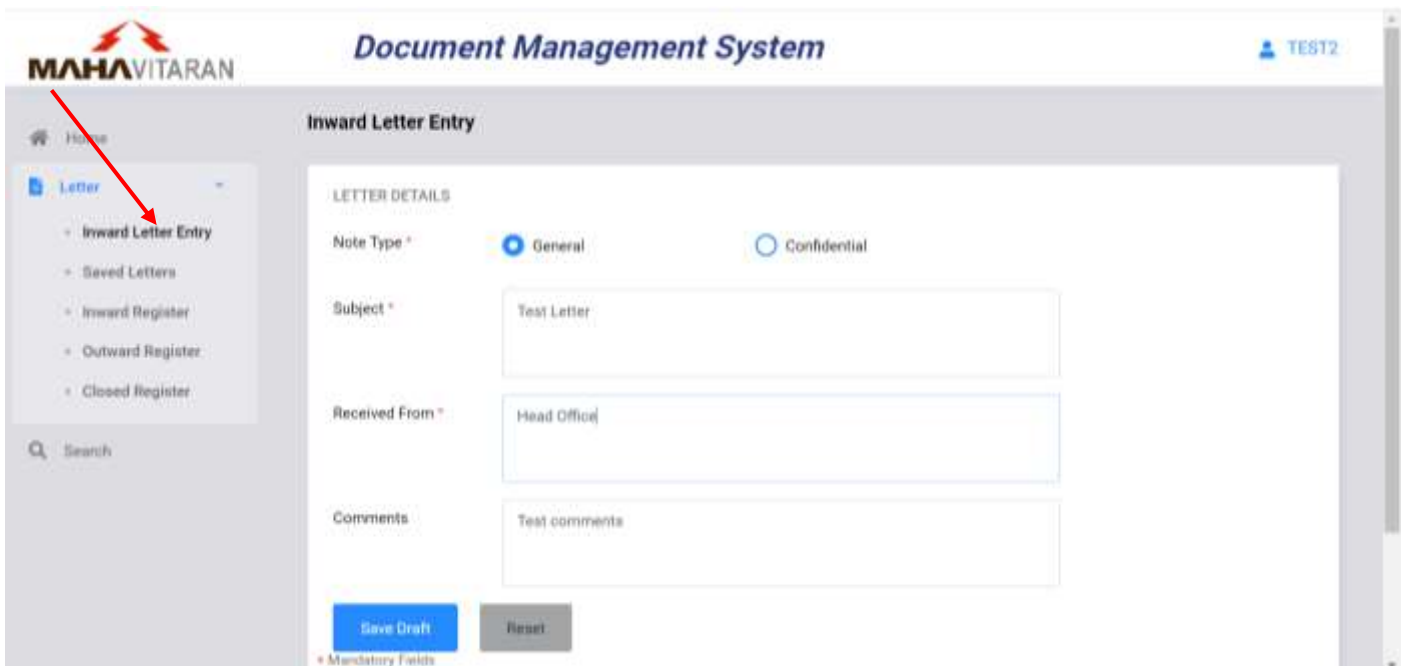 MAHAVITARAN
Document Management System
TEST2
Home
Letter
Inward Letter Entry
Saved Letters
Inward Register
Outward Register
Closed Register
Search
Inward Letter Entry
LETTER DETAILS
Note Type * General Confidential
Subject * Test Letter
Received From * Head Office
Comments Test comments
Save Draft Reset
* Mandatory Fields